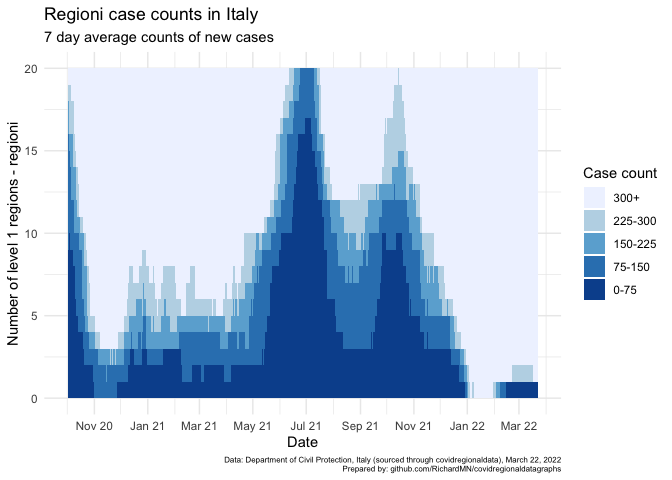 Regioni case counts in Italy
7 day average counts of new cases
Number of level 1 regions - regioni
20
15
10
5
0
Nov 20 Jan 21 Mar 21 May 21 Jul 21 Sep 21 Nov 21 Jan 22 Mar 22
Date
Case count
300+
225-300
150-225
75-150
0-75
Data: Department of Civil Protection, Italy (sourced through covidregionaldata), March 22, 2022
Prepared by: github.com/RichardMN/covidregionaldatagraphs